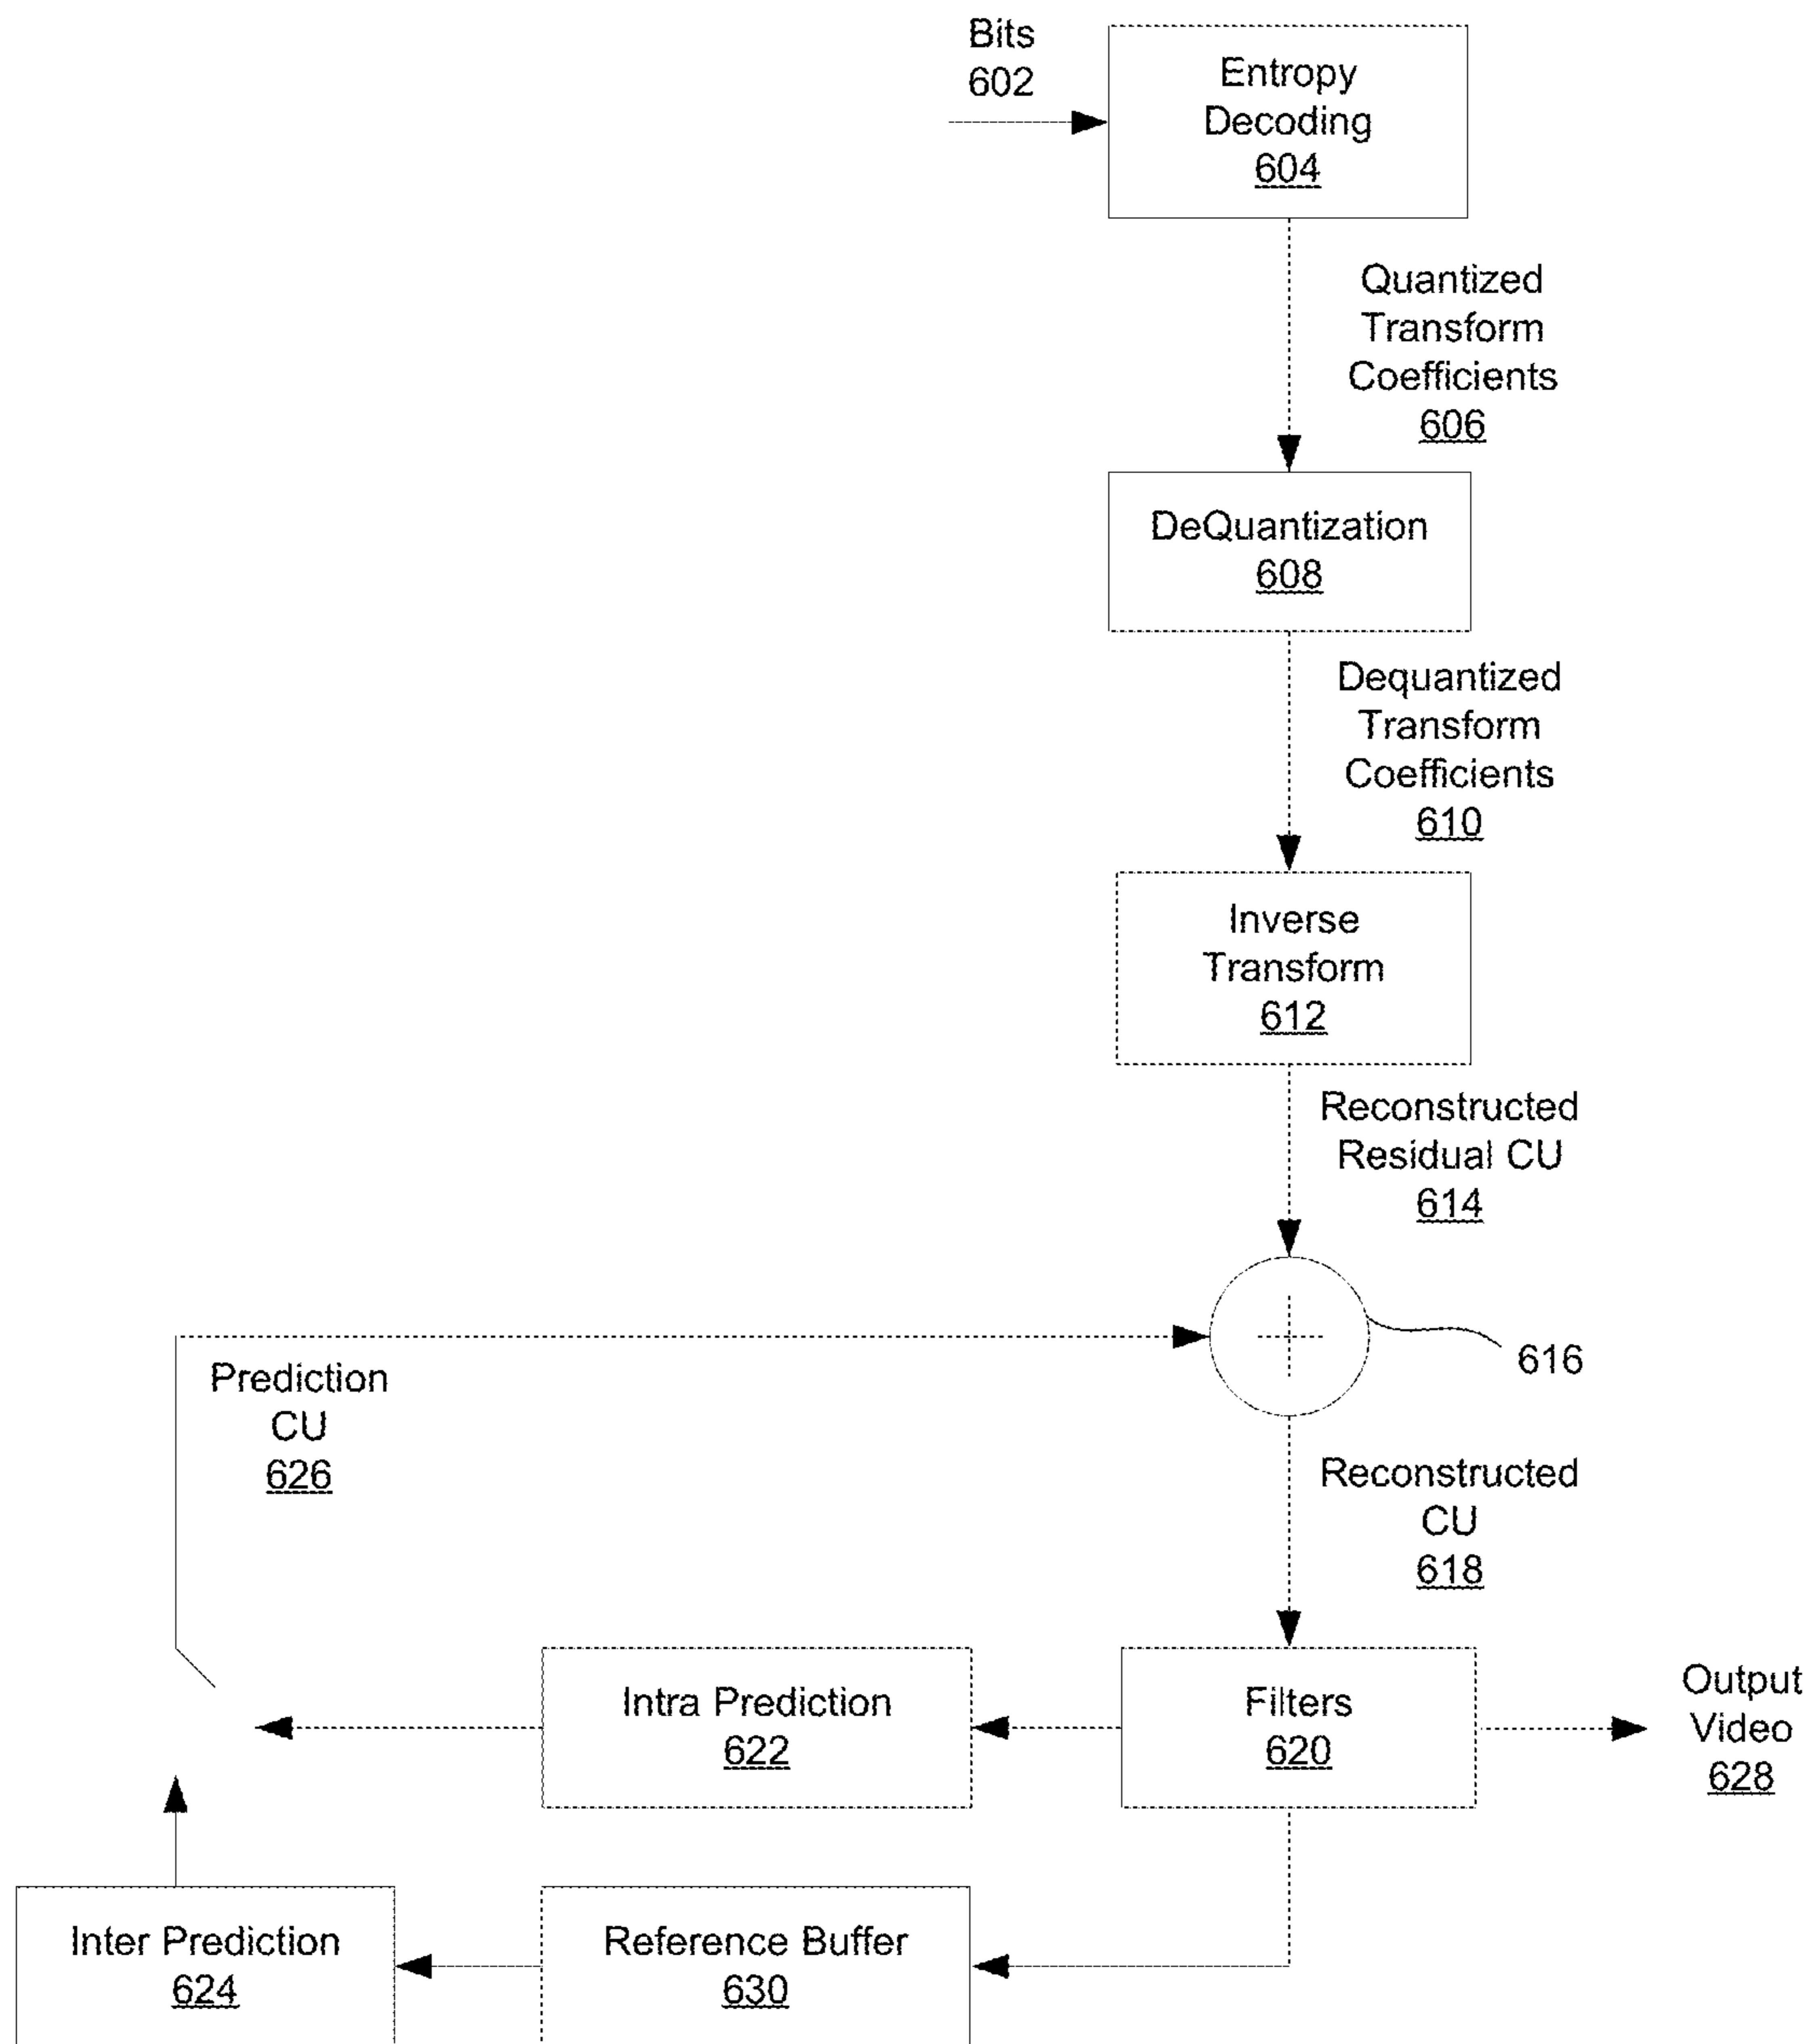 Bits
602
Entropy
Decoding
604
Quantized
Transform
Coefficients
606
DeQuantization
608
Dequantized
Transform
Coefficients
610
Inverse
Transform
612
Reconstructed
Residual CU
614
616
Prediction
CU
626
Reconstructed
CU
618
Intra Prediction
622
Filters
620
Output
Video
628
Inter Prediction
624
Reference Buffer
630